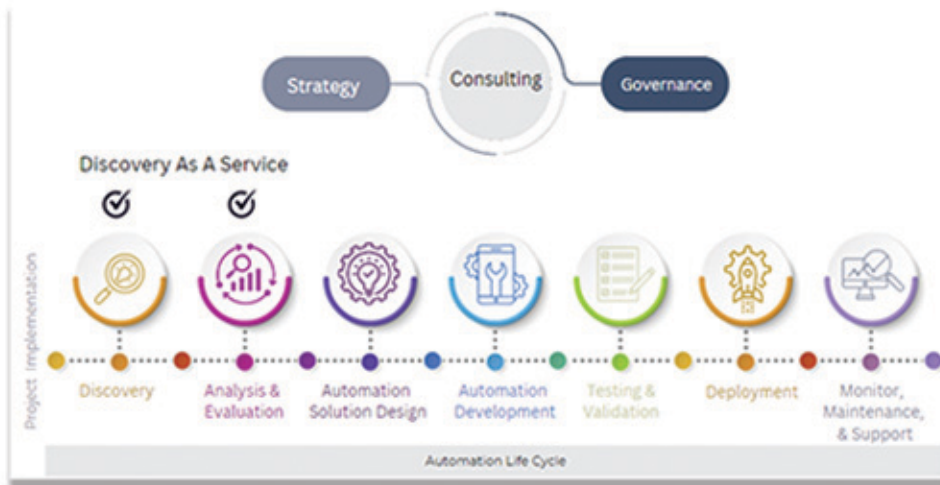 Strategy
Consulting
Governance
Discovery As A Service
Project Implementation
Discovery
Analysis &
Evaluation
Automation
Solution Design
Automation
Development
Testing &
Validation
Deployment
Monitor,
Maintenance,
& Support
Automation Life Cycle